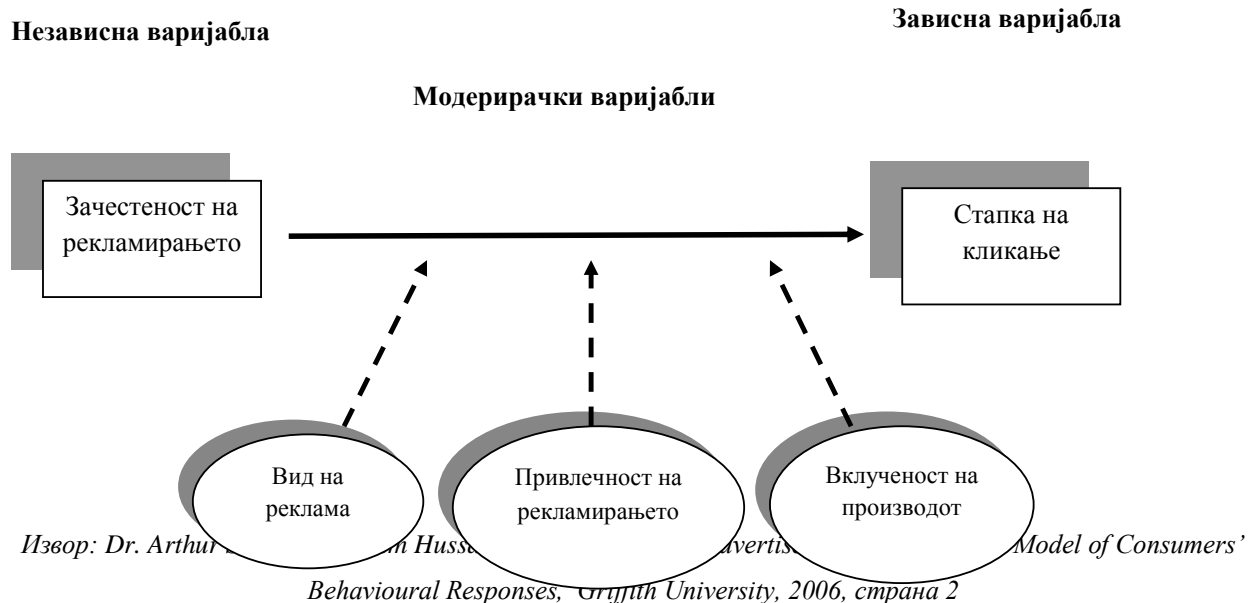 Независна варијабла
Зависна варијабла
Модерирачки варијабли
Зачестеност на
рекламирањето
Стапка на
кликање
Вид на
реклама
Привлечност на
рекламирањето
Вклученост на
производот
Извор: Dr. Arthur Model of Consumers’
Behavioural Responses, Griffith University, 2006, страна 2